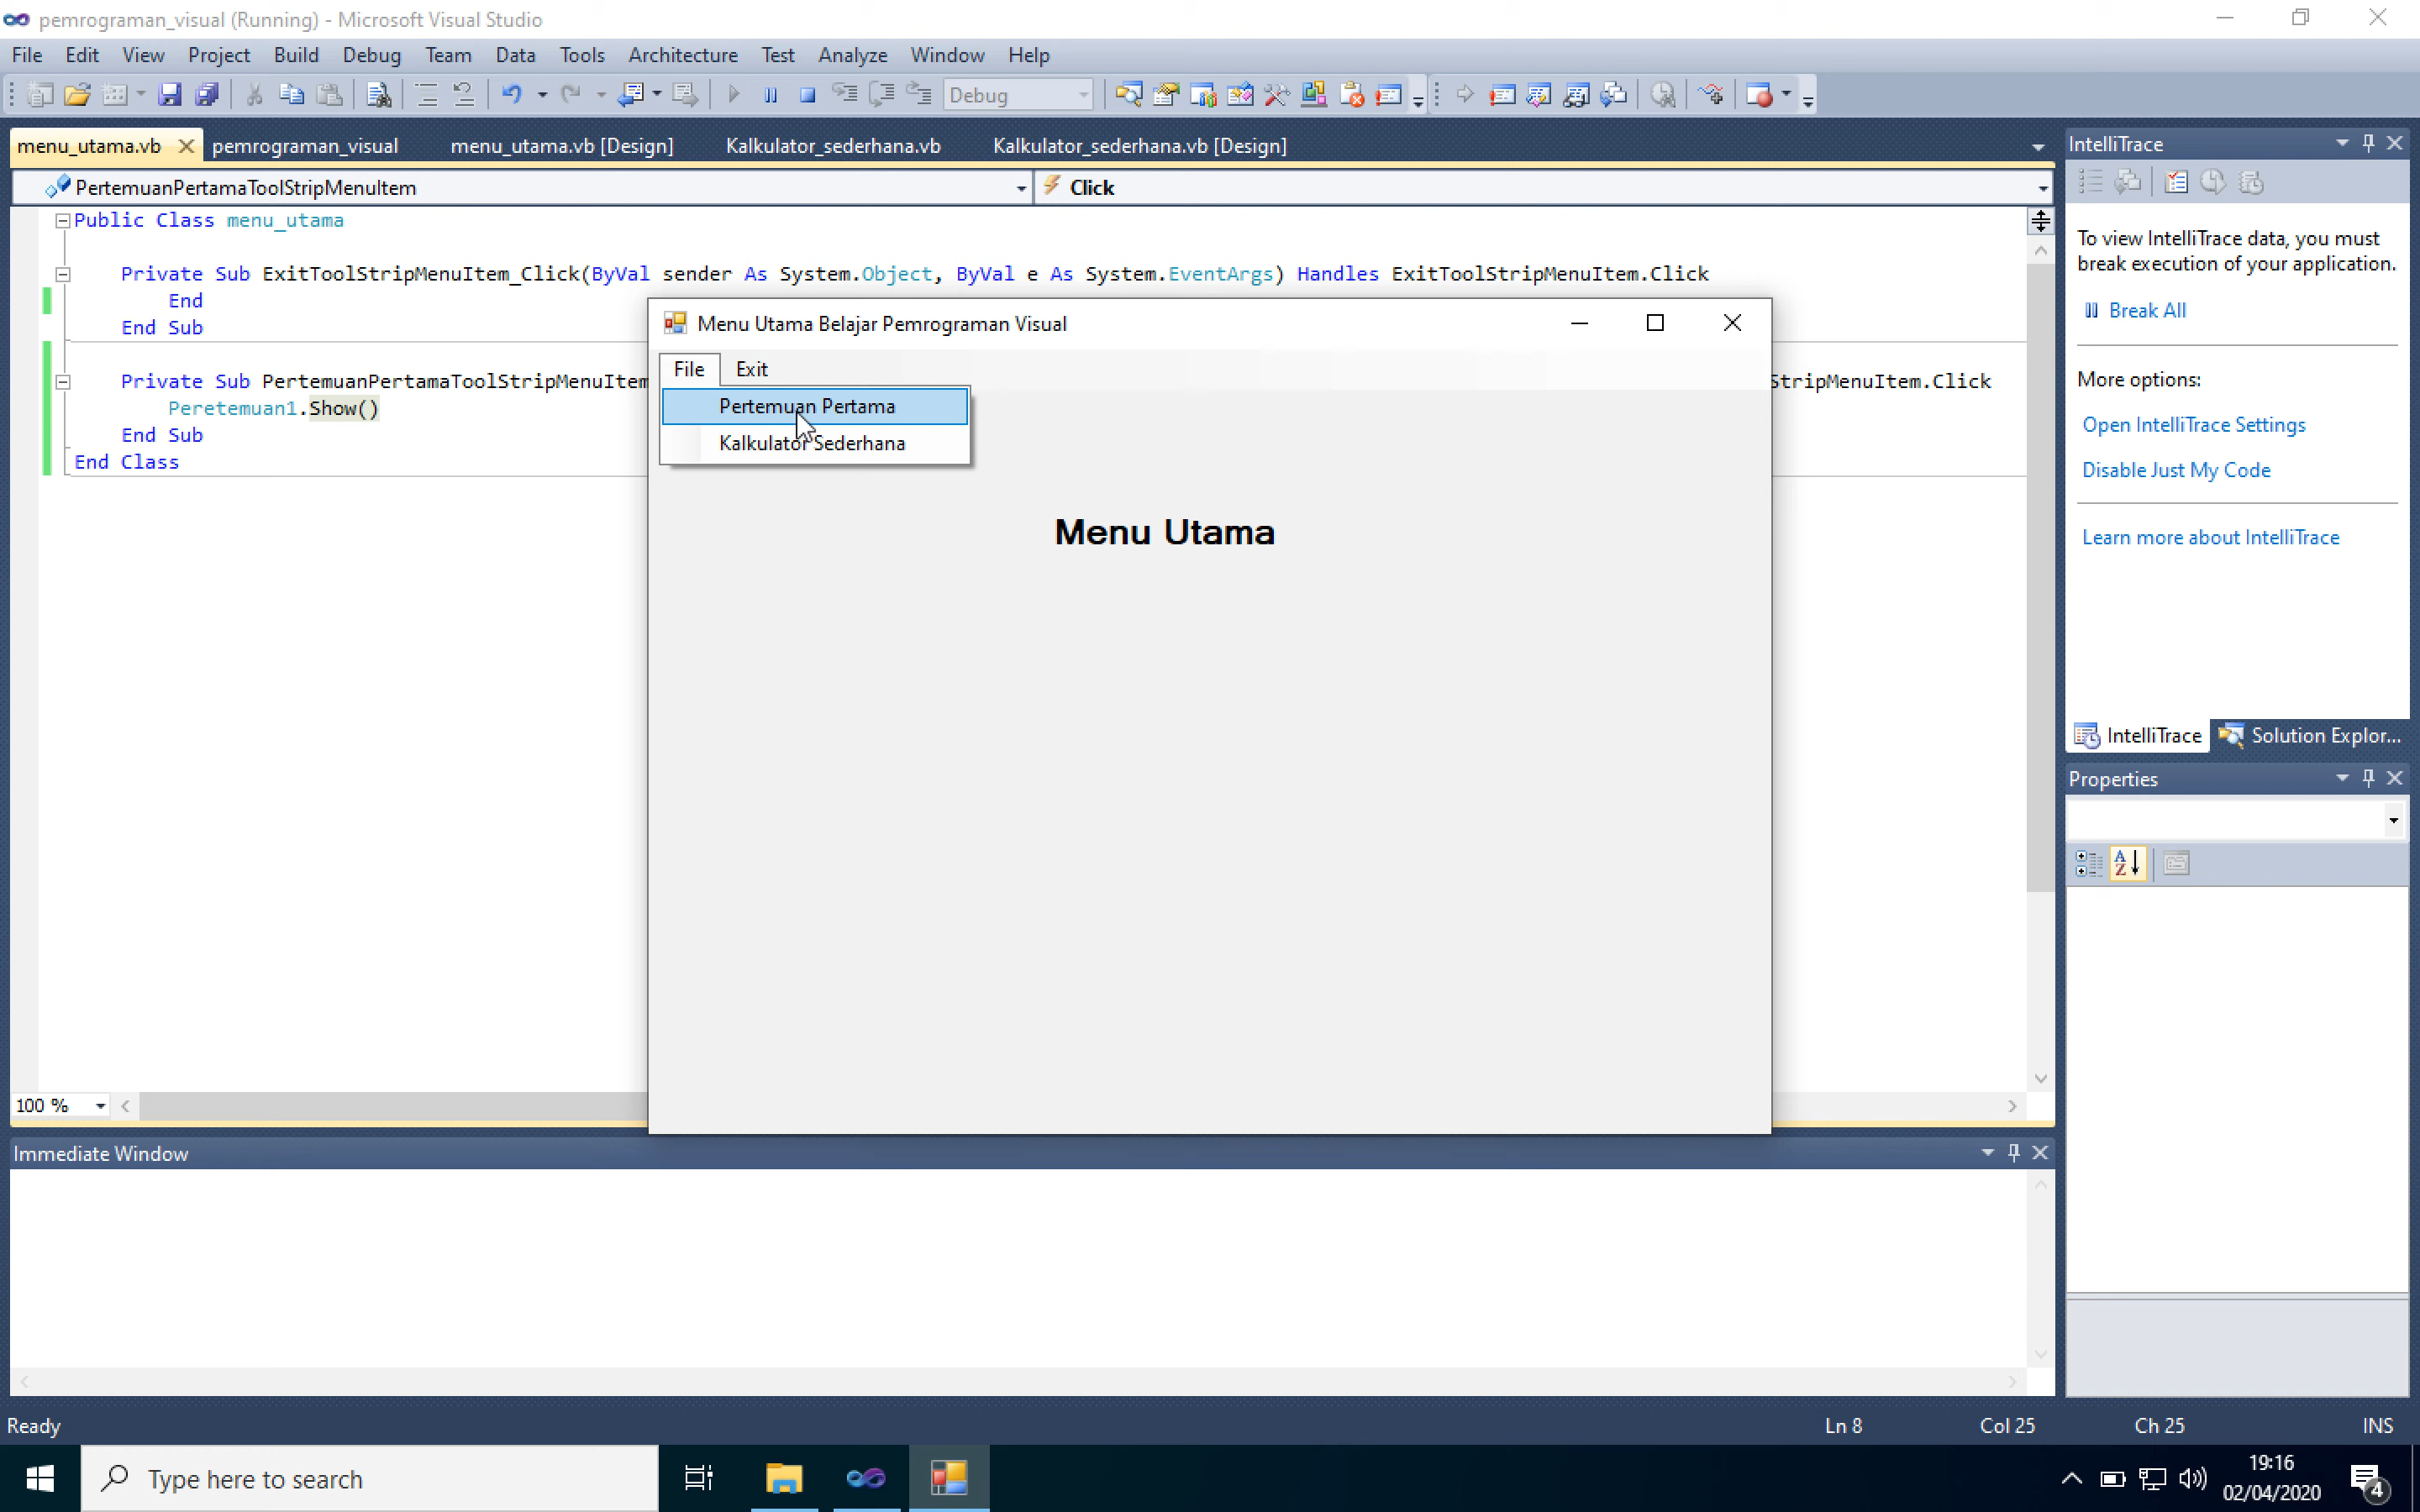 pemrograman_visual (Running) - Microsoft Visual Studio
File Edit View Project Build Debug Team Data Tools Architecture Test Analyze Window Help
Debug
menu_utama.vb pemrograman_visual menu_utama.vb [Design] Kalkulator_sederhana.vb Kalkulator_sederhana.vb [Design]
PertemuanPertamaToolStripMenuItem Click
Public Class menu_utama
Private Sub ExitToolStripMenuItem_Click(ByVal sender As System.Object, ByVal e As System.EventArgs) Handles ExitToolStripMenuItem.Click
End
End Sub
Private Sub PertemuanPertamaToolStripMenuItem
StripMenuItem.Click
Peretemuan1.Show()
End Sub
End Class
Menu Utama Belajar Pemrograman Visual
File Exit
Pertemuan Pertama
Kalkulator Sederhana
Menu Utama
100 %
IntelliTrace
To view IntelliTrace data, you must
break execution of your application.
Break All
More options:
Open IntelliTrace Settings
Disable Just My Code
Learn more about IntelliTrace
IntelliTrace Solution Explor...
Properties
A
Z
Immediate Window
Ready Ln 8 Col 25 Ch 25 INS
Type here to search
19:16
02/04/2020
4